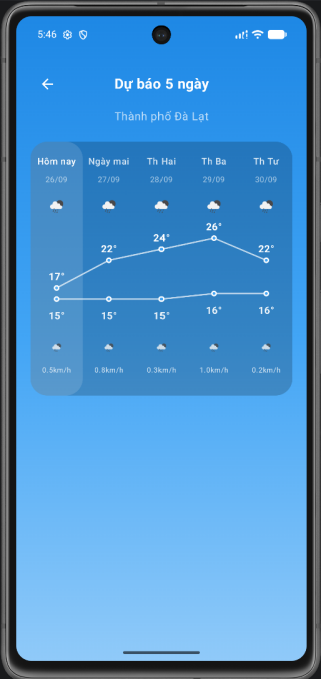 5:46
Dự báo 5 ngày
Thành phố Đà Lạt
Hôm nay Ngày mai Th Hai Th Ba Th Tư
26/09 27/09 28/09 29/09 30/09
26°
24°
22° 22°
17°
15° 15° 15° 16° 16°
0.5km/h 0.8km/h 0.3km/h 1.0km/h 0.2km/h